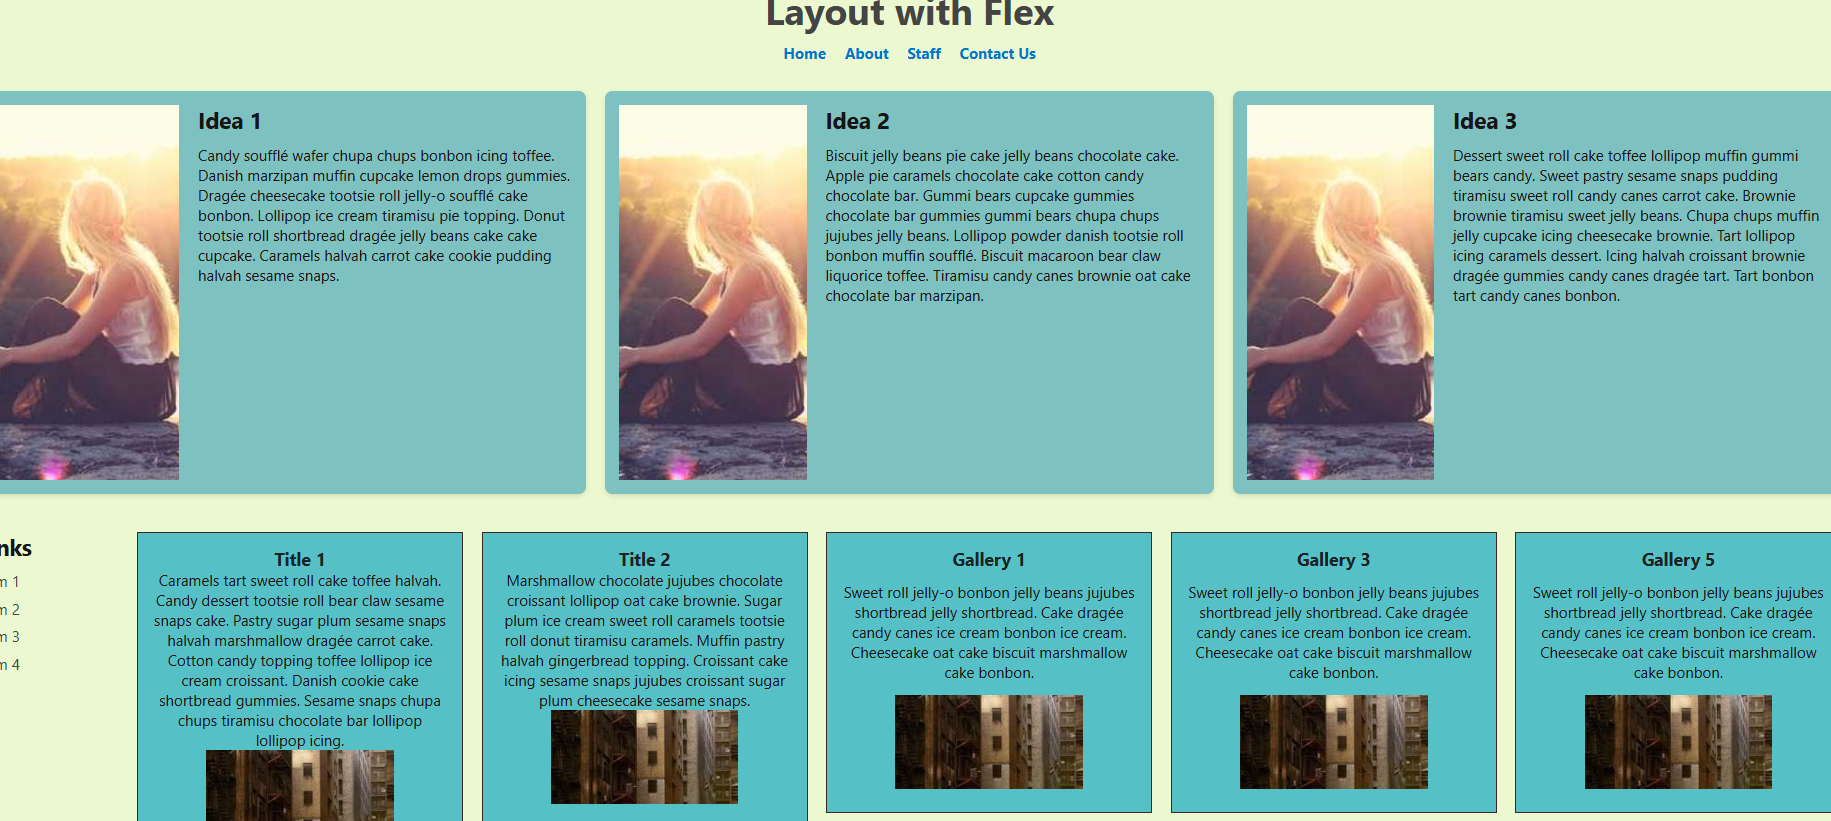 Layout with Flex
Home About Staff Contact Us
Idea 1
Candy soufflé wafer chupa chups bonbon icing toffee.
Danish marzipan muffin cupcake lemon drops gummies.
Dragée cheesecake tootsie roll jelly-o soufflé cake
bonbon. Lollipop ice cream tiramisu pie topping. Donut
tootsie roll shortbread dragée jelly beans cake cake
cupcake. Caramels halvah carrot cake cookie pudding
halvah sesame snaps.
Idea 2
Biscuit jelly beans pie cake jelly beans chocolate cake.
Apple pie caramels chocolate cake cotton candy
chocolate bar. Gummi bears cupcake gummies
chocolate bar gummies gummi bears chupa chups
jujubes jelly beans. Lollipop powder danish tootsie roll
bonbon muffin soufflé. Biscuit macaroon bear claw
liquorice toffee. Tiramisu candy canes brownie oat cake
chocolate bar marzipan.
Idea 3
Dessert sweet roll cake toffee lollipop muffin gummi
bears candy. Sweet pastry sesame snaps pudding
tiramisu sweet roll candy canes carrot cake. Brownie
brownie tiramisu sweet jelly beans. Chupa chups muffin
jelly cupcake icing cheesecake brownie. Tart lollipop
icing caramels dessert. Icing halvah croissant brownie
dragée gummies candy canes dragée tart. Tart bonbon
tart candy canes bonbon.
nks
m 1
m 2
m 3
m 4
Title 1
Caramels tart sweet roll cake toffee halvah.
Candy dessert tootsie roll bear claw sesame
snaps cake. Pastry sugar plum sesame snaps
halvah marshmallow dragée carrot cake.
Cotton candy topping toffee lollipop ice
cream croissant. Danish cookie cake
shortbread gummies. Sesame snaps chupa
chups tiramisu chocolate bar lollipop
lollipop icing.
Title 2
Marshmallow chocolate jujubes chocolate
croissant lollipop oat cake brownie. Sugar
plum ice cream sweet roll caramels tootsie
roll donut tiramisu caramels. Muffin pastry
halvah gingerbread topping. Croissant cake
icing sesame snaps jujubes croissant sugar
plum cheesecake sesame snaps.
Gallery 1
Sweet roll jelly-o bonbon jelly beans jujubes
shortbread jelly shortbread. Cake dragée
candy canes ice cream bonbon ice cream.
Cheesecake oat cake biscuit marshmallow
cake bonbon.
Gallery 3
Sweet roll jelly-o bonbon jelly beans jujubes
shortbread jelly shortbread. Cake dragée
candy canes ice cream bonbon ice cream.
Cheesecake oat cake biscuit marshmallow
cake bonbon.
Gallery 5
Sweet roll jelly-o bonbon jelly beans jujubes
shortbread jelly shortbread. Cake dragée
candy canes ice cream bonbon ice cream.
Cheesecake oat cake biscuit marshmallow
cake bonbon.